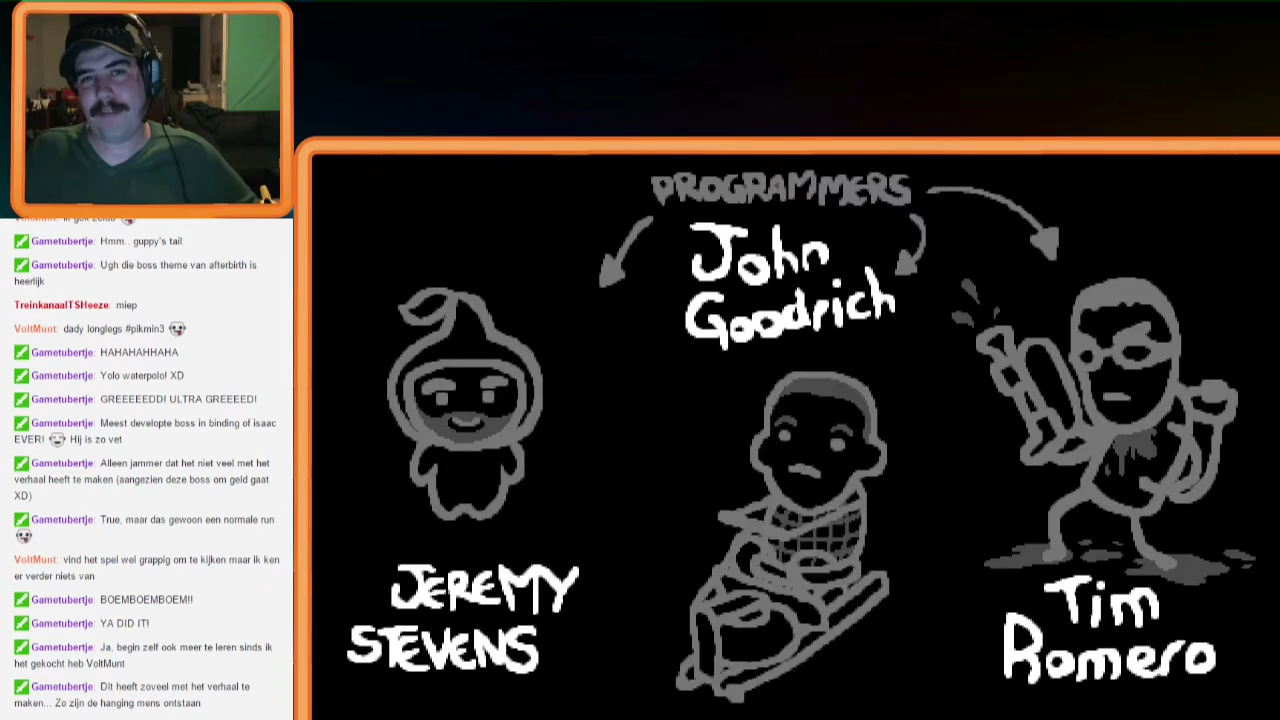 Gametubertje: Hmm.. guppy's tail
Gametubertje: Ugh die boss theme van afterbirth is
heerlijk
TreinkanaalTSHeeze: miep
VoltMunt: dady longlegs #pikmin3
Gametubertje: HAHAHAHHAHA
Gametubertje: Yolo waterpolo! XD
Gametubertje: GREEEEEDD! ULTRA GREEEED!
Gametubertje: Meest developte boss in binding of isaac
EVER! Hij is zo vet
Gametubertje: Alleen jammer dat het niet veel met het
verhaal heeft te maken (aangezien deze boss om geld gaat
XD)
Gametubertje: True, maar das gewoon een normale run
VoltMunt: vind het spel wel grappig om te kijken maar ik ken
er verder niets van
Gametubertje: BOEMBOEMBOEM!!
Gametubertje: YA DID IT!
Gametubertje: Ja, begin zelf ook meer te leren sinds ik
het gekocht heb VoltMunt
Gametubertje: DIt heeft zoveel met het verhaal te
maken... Zo zijn de hanging mens ontstaan
PROGRAMMERS
John
Goodrich
JEREMY
STEVENS
Tim
Romero